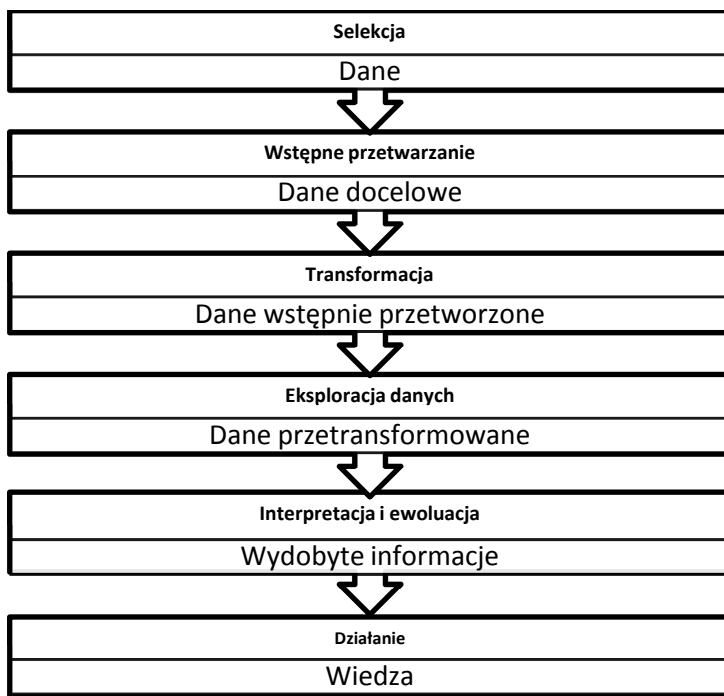 Selekcja
Dane
Wstępne przetwarzanie
Dane docelowe
Transformacja
Dane wstępnie przetworzone
Eksploracja danych
Dane przetransformowane
Interpretacja i ewoluacja
Wydobyte informacje
Działanie
Wiedza